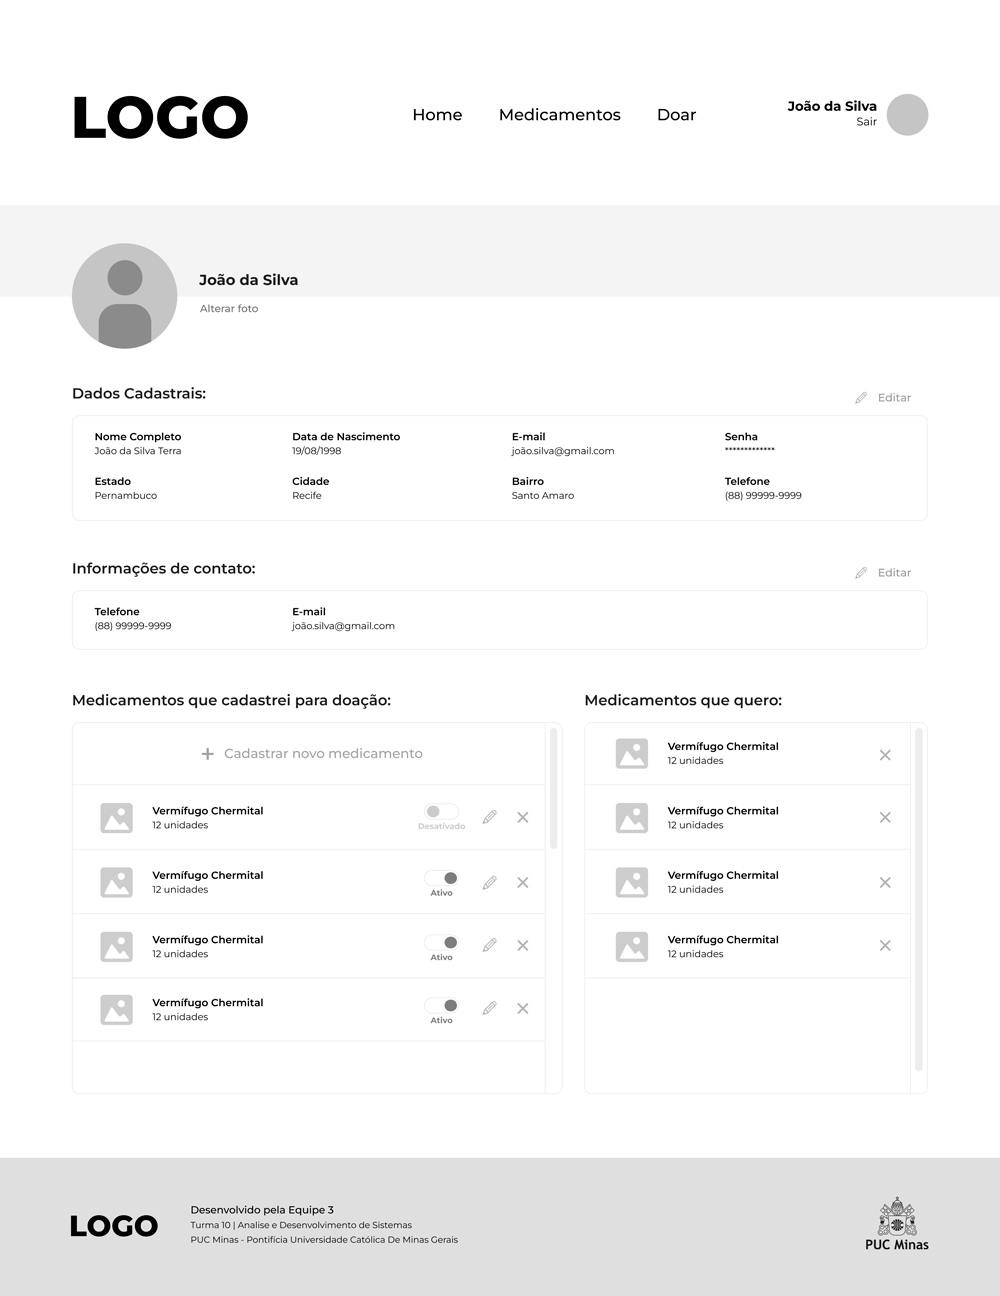 LOGO
Home
Medicamentos
Doar
João da Silva
Sair
João da Silva
Alterar foto
Dados Cadastrais:
Editar
Nome Completo
João da Silva Terra
Data de Nascimento
19/08/1998
E-mail
joão.silva@gmail.com
Senha
*************
Estado
Pernambuco
Cidade
Recife
Bairro
Santo Amaro
Telefone
(88) 99999-9999
Informações de contato:
Editar
Telefone
(88) 99999-9999
E-mail
joão.silva@gmail.com
Medicamentos que cadastrei para doação:
+ Cadastrar novo medicamento
Vermífugo Chermital
12 unidades
Desativado
Vermífugo Chermital
12 unidades
Ativo
Vermífugo Chermital
12 unidades
Ativo
Vermífugo Chermital
12 unidades
Ativo
Medicamentos que quero:
Vermífugo Chermital
12 unidades
Vermífugo Chermital
12 unidades
Vermífugo Chermital
12 unidades
Vermífugo Chermital
12 unidades
LOGO
Desenvolvido pela Equipe 3
Turma 10 | Analise e Desenvolvimento de Sistemas
PUC Minas - Pontifícia Universidade Católica De Minas Gerais
PUC Minas